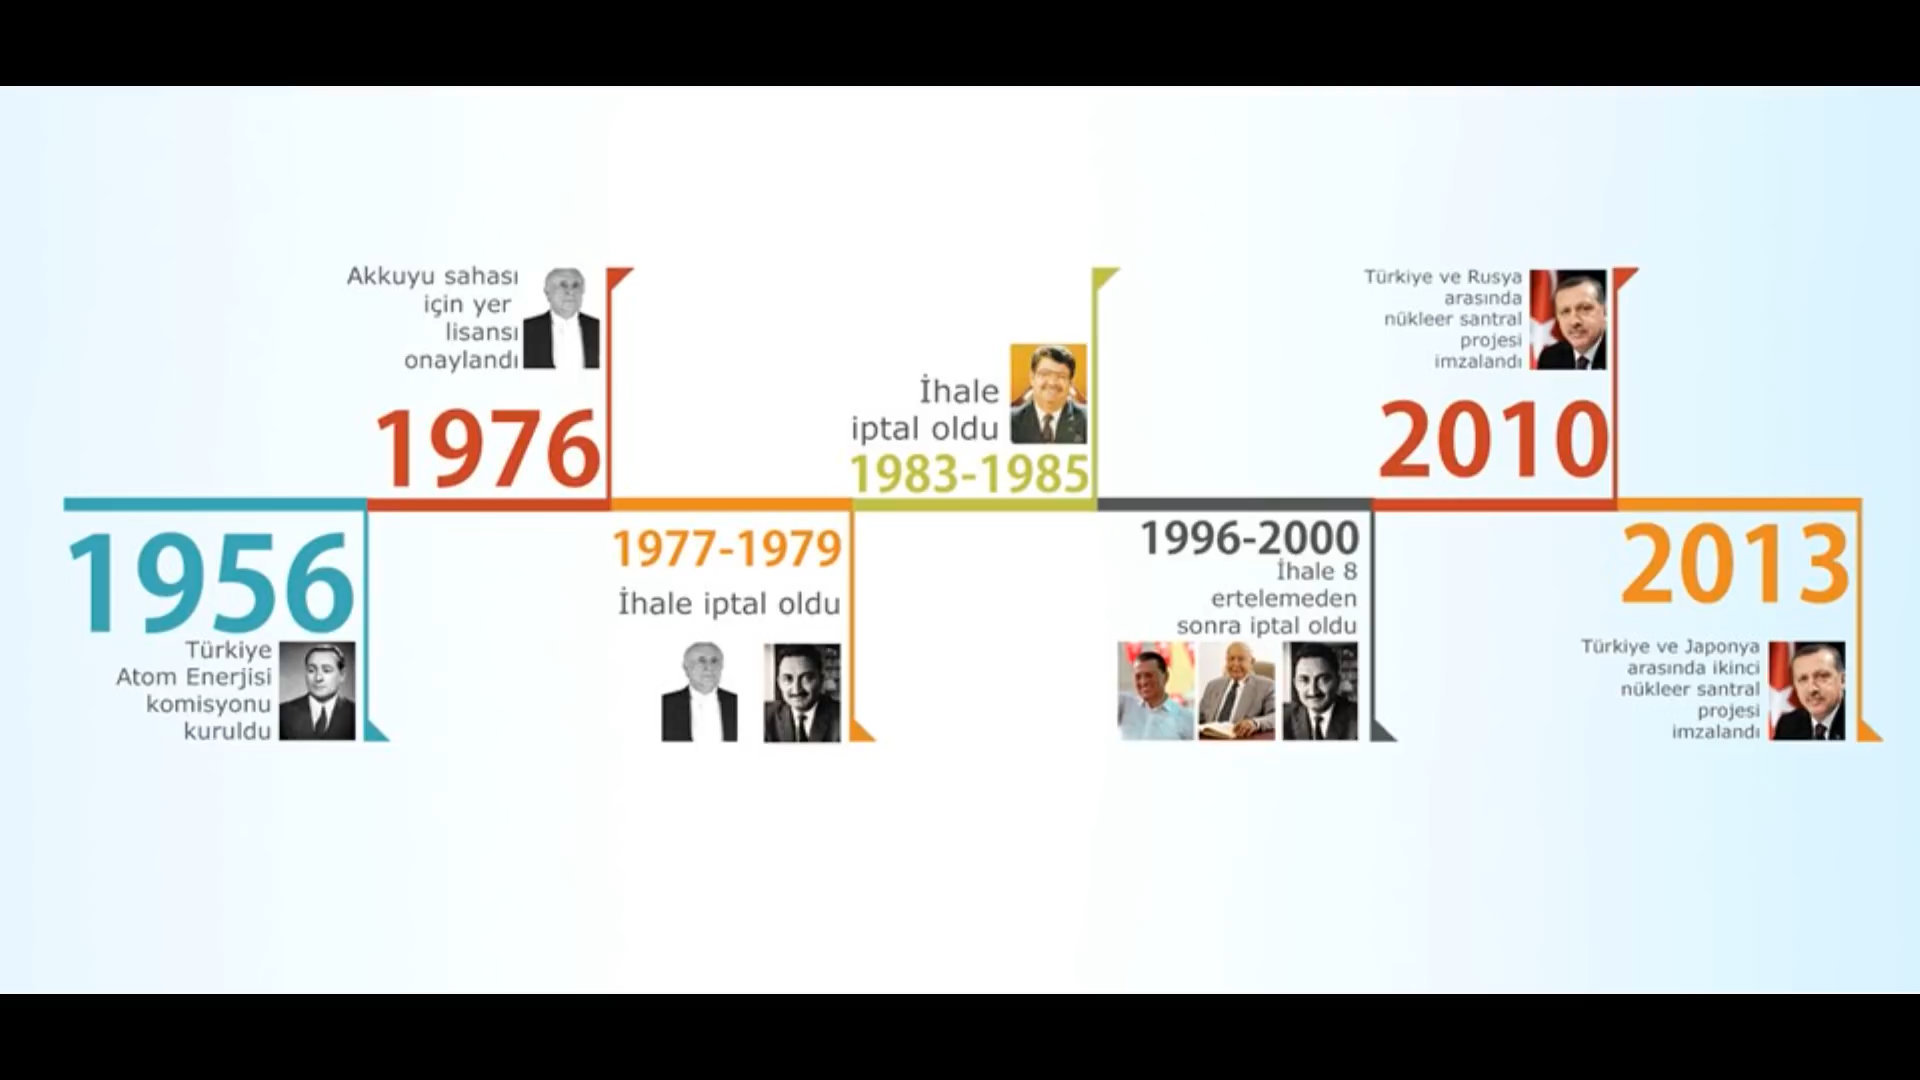 1956
Türkiye
Atom Enerjisi
komisyonu
kuruldu
Akkuyu sahası
için yer
lisansı
onaylandı
1976
1977-1979
İhale iptal oldu
İhale
iptal oldu
1983-1985
1996-2000
İhale 8
ertelemeden
sonra iptal oldu
Türkiye ve Rusya
arasında
nükleer santral
projesi
imzalandı
2010
2013
Türkiye ve Japonya
arasında ikinci
nükleer santral
projesi
imzalandı